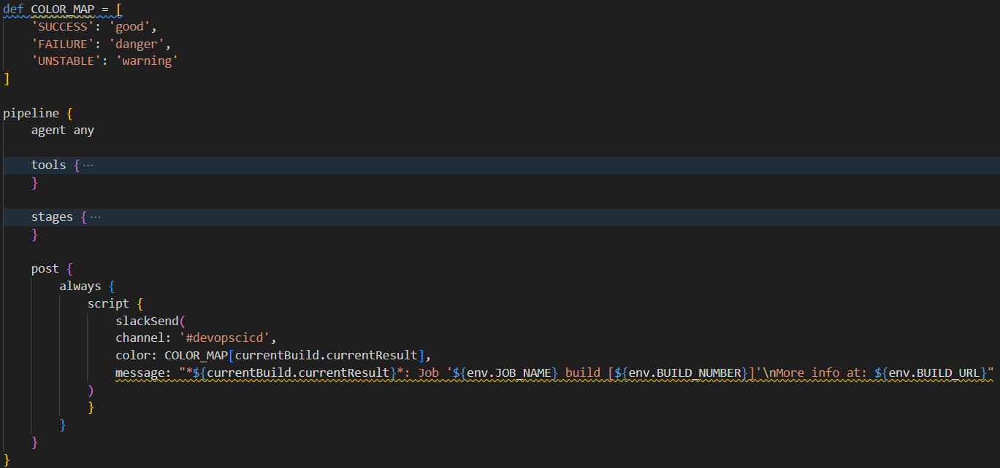 def COLOR_MAP = [
    'SUCCESS': 'good',
    'FAILURE': 'danger',
    'UNSTABLE': 'warning'
]

pipeline {
    agent any

    tools { ···
    }

    stages { ···
    }

    post {
        always {
            script {
                slackSend(
                channel: '#devopscicd',
                color: COLOR_MAP[currentBuild.currentResult],
                message: "*${currentBuild.currentResult}*: Job '${env.JOB_NAME} build [${env.BUILD_NUMBER}]'\nMore info at: ${env.BUILD_URL}"
            )
            }
        }
    }
}